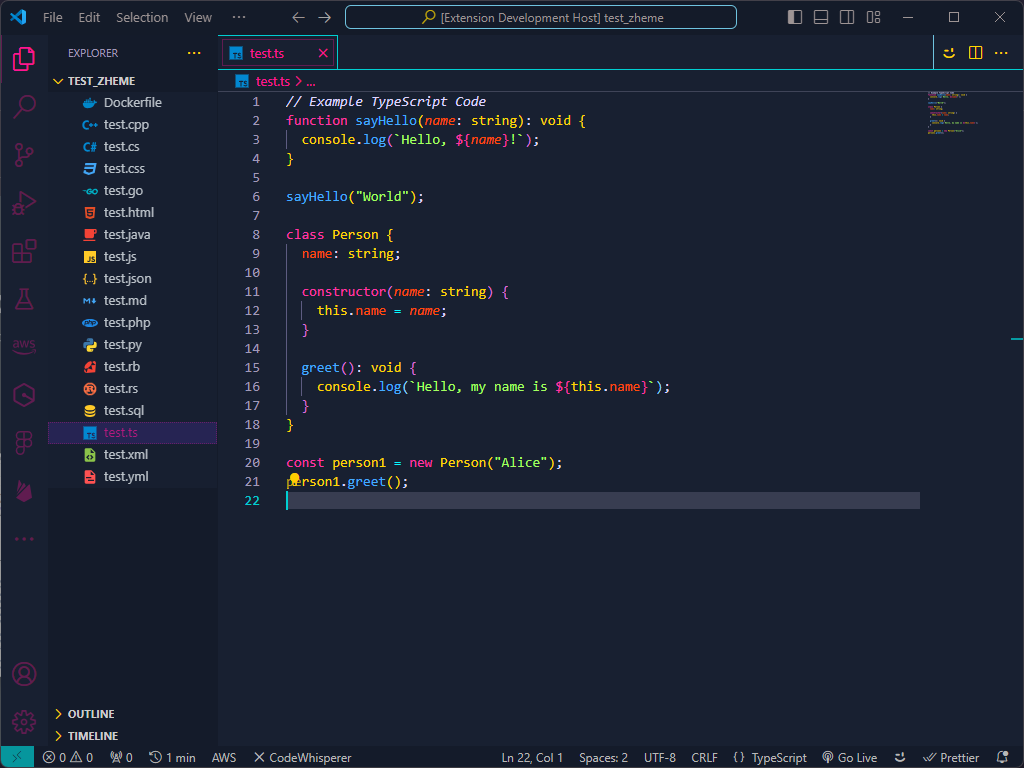 File Edit Selection View ···
[Extension Development Host] test_zheme
EXPLORER ···
TEST_ZHEME
Dockerfile
C++ test.cpp
C# test.cs
test.css
GO test.go
test.html
test.java
JS test.js
{..} test.json
M test.md
php test.php
test.py
test.rb
test.rs
test.sql
TS test.ts
test.xml
test.yml
aws
OUTLINE
TIMELINE
TS test.ts ×
TS test.ts > ...
1 // Example TypeScript Code
2 function sayHello(name: string): void {
3 console.log(`Hello, ${name}!`);
4 }
5
6 sayHello("World");
7
8 class Person {
9 name: string;
10
11 constructor(name: string) {
12 this.name = name;
13 }
14
15 greet(): void {
16 console.log(`Hello, my name is ${this.name}`);
17 }
18 }
19
20 const person1 = new Person("Alice");
21 person1.greet();
22
0 0 0 1 min AWS CodeWhisperer Ln 22, Col 1 Spaces: 2 UTF-8 CRLF {} TypeScript Go Live Prettier